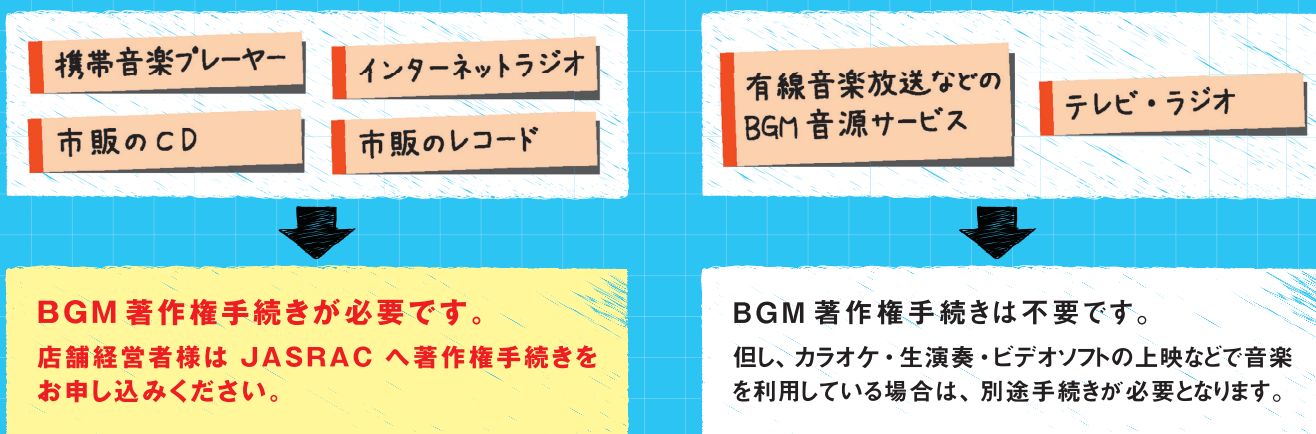 携帯音楽プレーヤー
インターネットラジオ
市販のCD
市販のレコード
BGM著作権手続きが必要です。
店舗経営者様は JASRAC へ著作権手続きを
お申し込みください。
有線音楽放送などの
BGM音源サービス
テレビ・ラジオ
BGM著作権手続きは不要です。
但し、カラオケ・生演奏・ビデオソフトの上映などで音楽
を利用している場合は、別途手続きが必要となります。